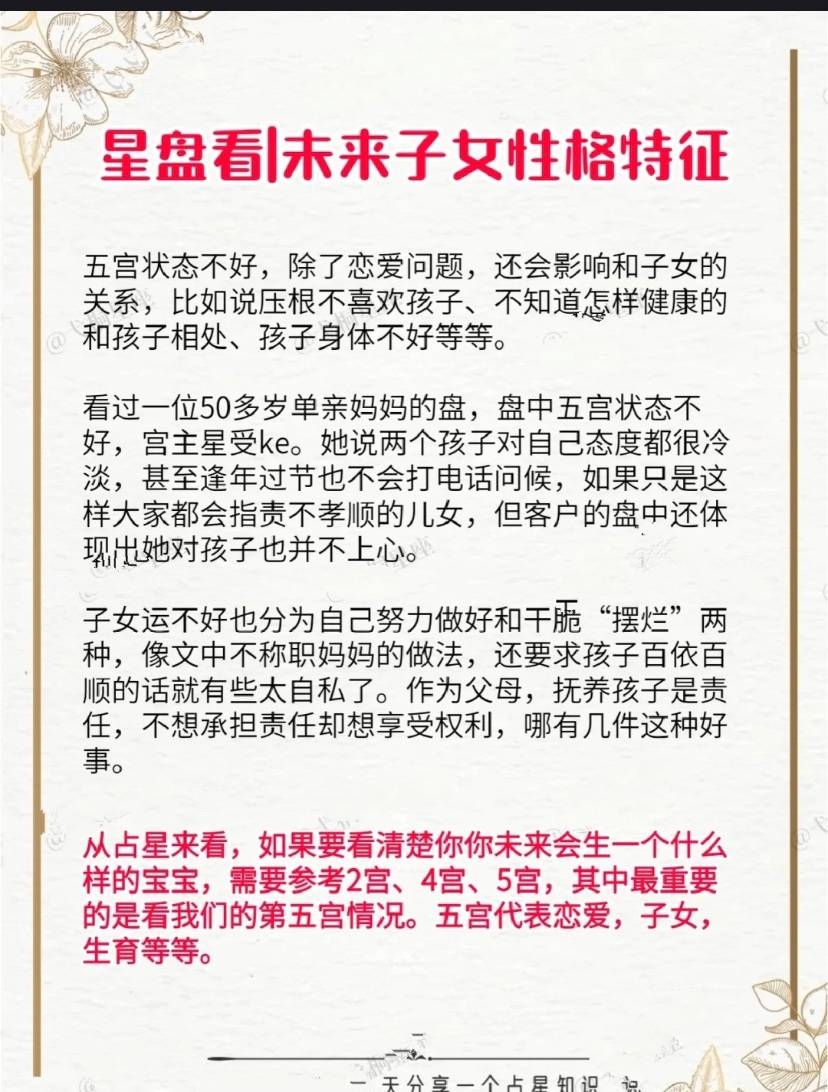 星盘看|未来子女性格特征
五宫状态不好，除了恋爱问题，还会影响和子女的
关系，比如说压根不喜欢孩子、不知道怎样健康的
和孩子相处、孩子身体不好等等。
看过一位50多岁单亲妈妈的盘，盘中五宫状态不
好，宫主星受ke。她说两个孩子对自己态度都很冷
淡，甚至逢年过节也不会打电话问候，如果只是这
样大家都会指责不孝顺的儿女，但客户的盘中还体
现出她对孩子也并不上心。
子女运不好也分为自己努力做好和干脆“摆烂”两
种，像文中不称职妈妈的做法，还要求孩子百依百
顺的话就有些太自私了。作为父母，抚养孩子是责
任，不想承担责任却想享受权利，哪有几件这种好
事。
从占星来看，如果要看清楚你你未来会生一个什么
样的宝宝，需要参考2宫、4宫、5宫，其中最重要
的是看我们的第五宫情况。五宫代表恋爱，子女，
生育等等。
一天分享一个占星知识